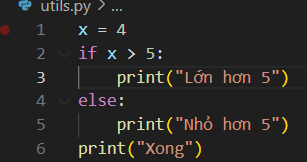 utils.py > ...
1 x = 4
2 if x > 5:
3     print("Lớn hơn 5")
4 else:
5     print("Nhỏ hơn 5")
6 print("Xong")